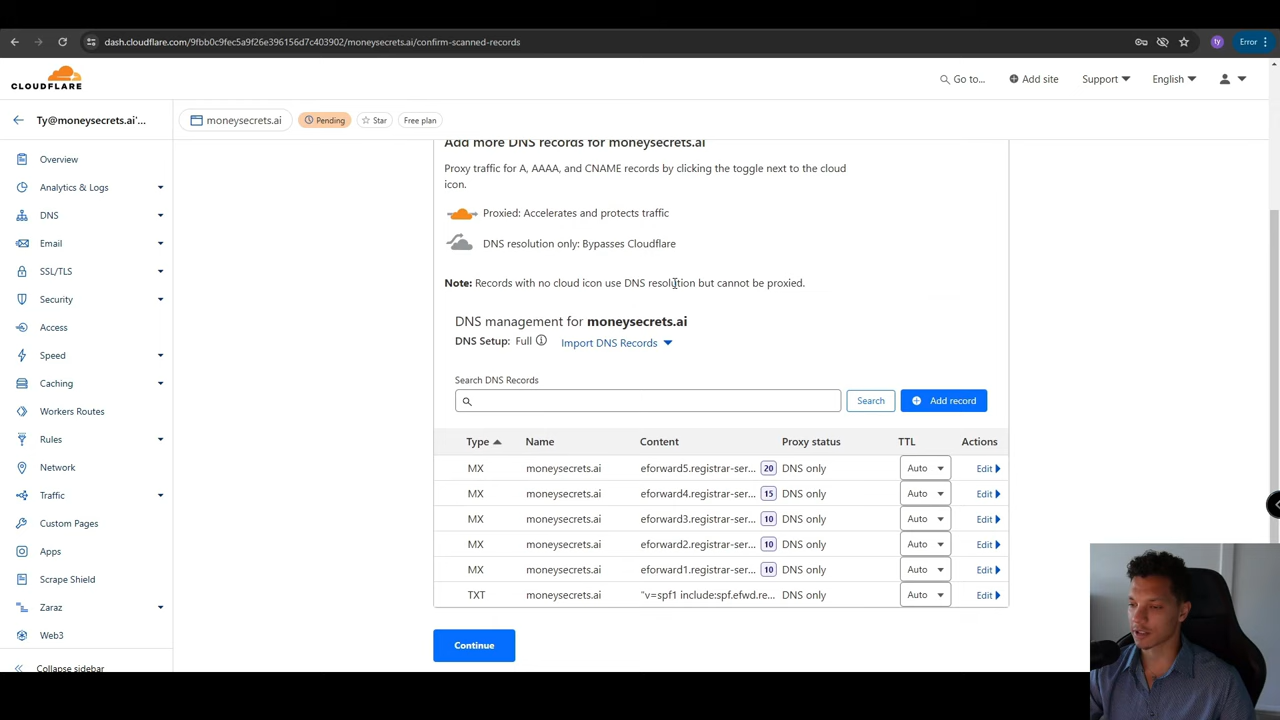 dash.cloudflare.com/9fbb0c9fec5a9f26e396156d7c403902/moneysecrets.ai/confirm-scanned-records
ty
Error
CLOUDFLARE
Go to...
Add site
Support
English
Ty@moneysecrets.ai'...
moneysecrets.ai
Pending
Star
Free plan
Overview
Analytics & Logs
DNS
Email
SSL/TLS
Security
Access
Speed
Caching
Workers Routes
Rules
Network
Traffic
Custom Pages
Apps
Scrape Shield
Zaraz
Web3
Collapse sidebar
Add more DNS records for moneysecrets.ai
Proxy traffic for A, AAAA, and CNAME records by clicking the toggle next to the cloud
icon.
Proxied: Accelerates and protects traffic
DNS resolution only: Bypasses Cloudflare
Note: Records with no cloud icon use DNS resolution but cannot be proxied.
DNS management for moneysecrets.ai
DNS Setup: Full
Import DNS Records
Search DNS Records
Search
Add record
Type Name Content Proxy status TTL Actions
MX moneysecrets.ai eforward5.registrar-ser... 20 DNS only Auto Edit
MX moneysecrets.ai eforward4.registrar-ser... 15 DNS only Auto Edit
MX moneysecrets.ai eforward3.registrar-ser... 10 DNS only Auto Edit
MX moneysecrets.ai eforward2.registrar-ser... 10 DNS only Auto Edit
MX moneysecrets.ai eforward1.registrar-ser... 10 DNS only Auto Edit
TXT moneysecrets.ai "v=spf1 include:spf.efwd.re... DNS only Auto Edit
Continue